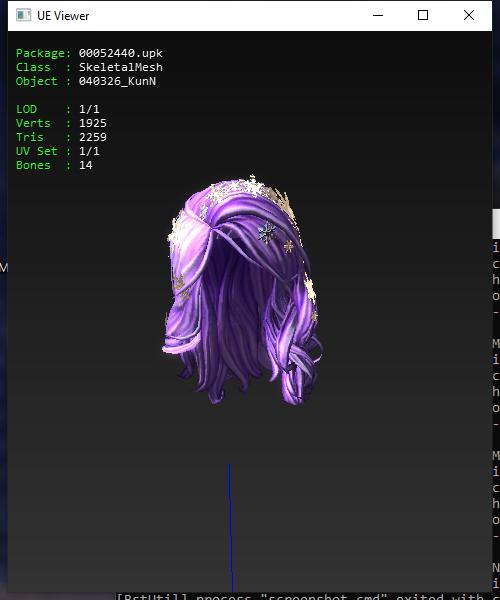 UE Viewer
Package: 00052440.upk
Class  : SkeletalMesh
Object : 040326_KunN
LOD    : 1/1
Verts  : 1925
Tris   : 2259
UV Set : 1/1
Bones  : 14
M
i
c
h
o
-
M
i
c
h
o
-
M
i
c
h
o
-
N
i
[BstUtil] process "screenshot.cmd" exited with c